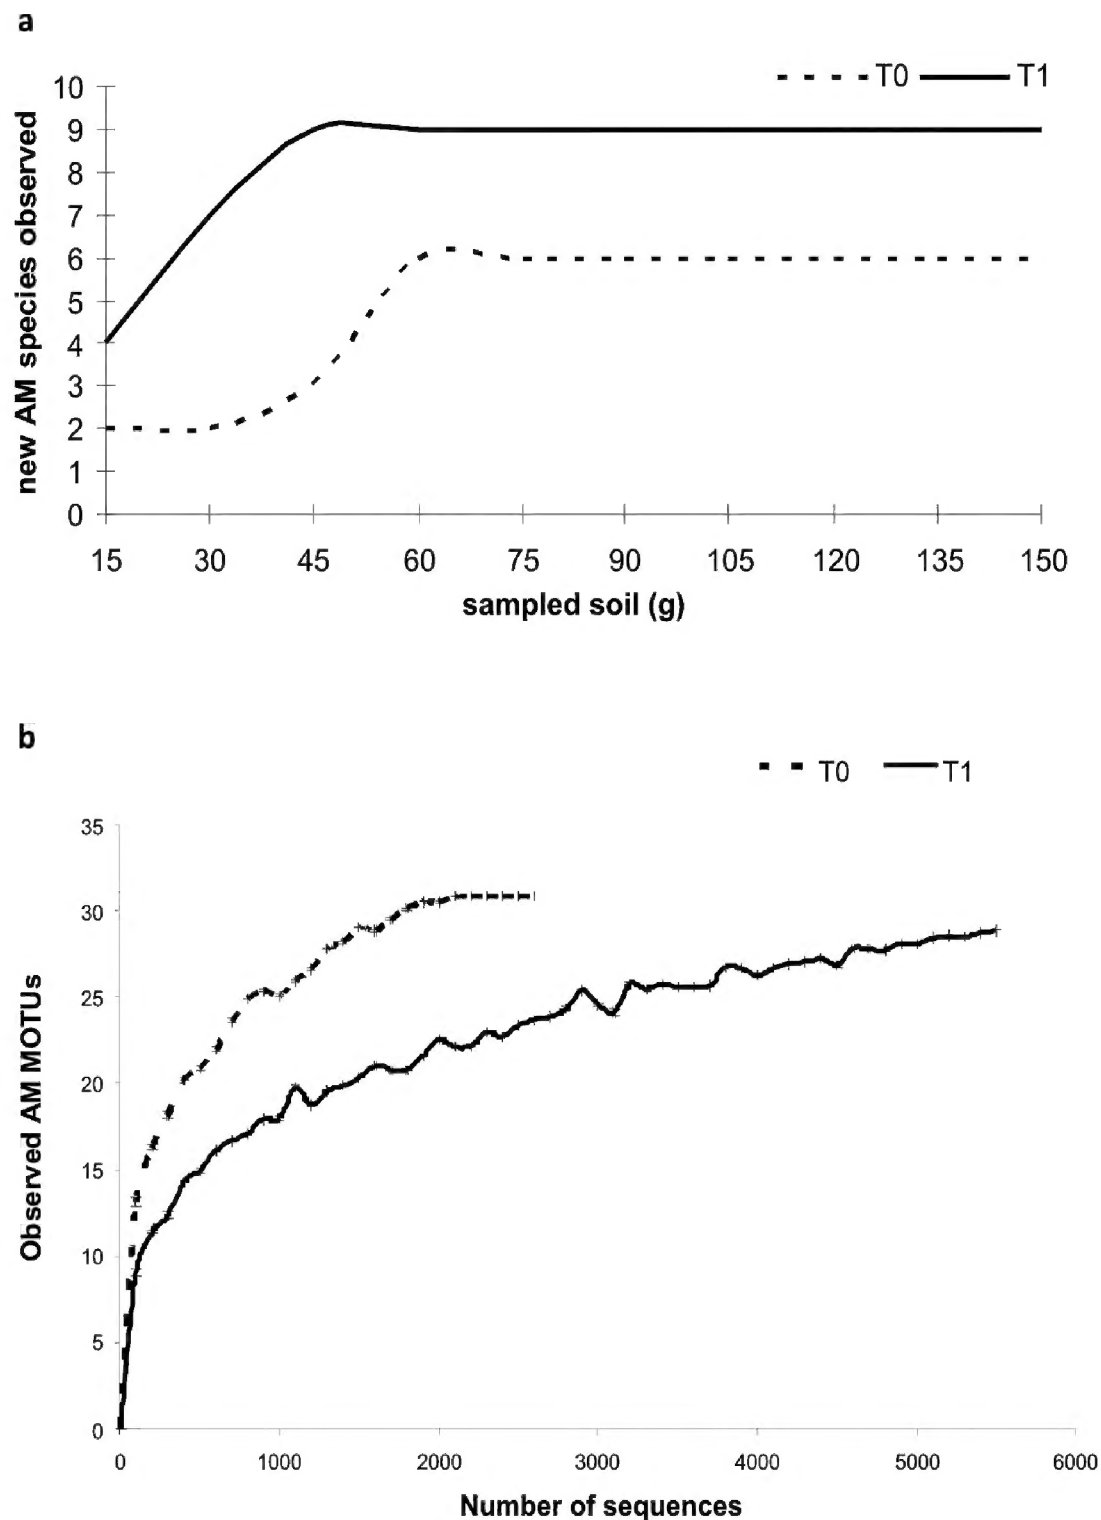 a
T0 T1
10
9
8
7
6
5
4
3
2
1
0
new AM species observed
15 30 45 60 75 90 105 120 135 150
sampled soil (g)
b
T0 T1
35
30
25
20
15
10
5
0
Observed AM MOTUs
0 1000 2000 3000 4000 5000 6000
Number of sequences